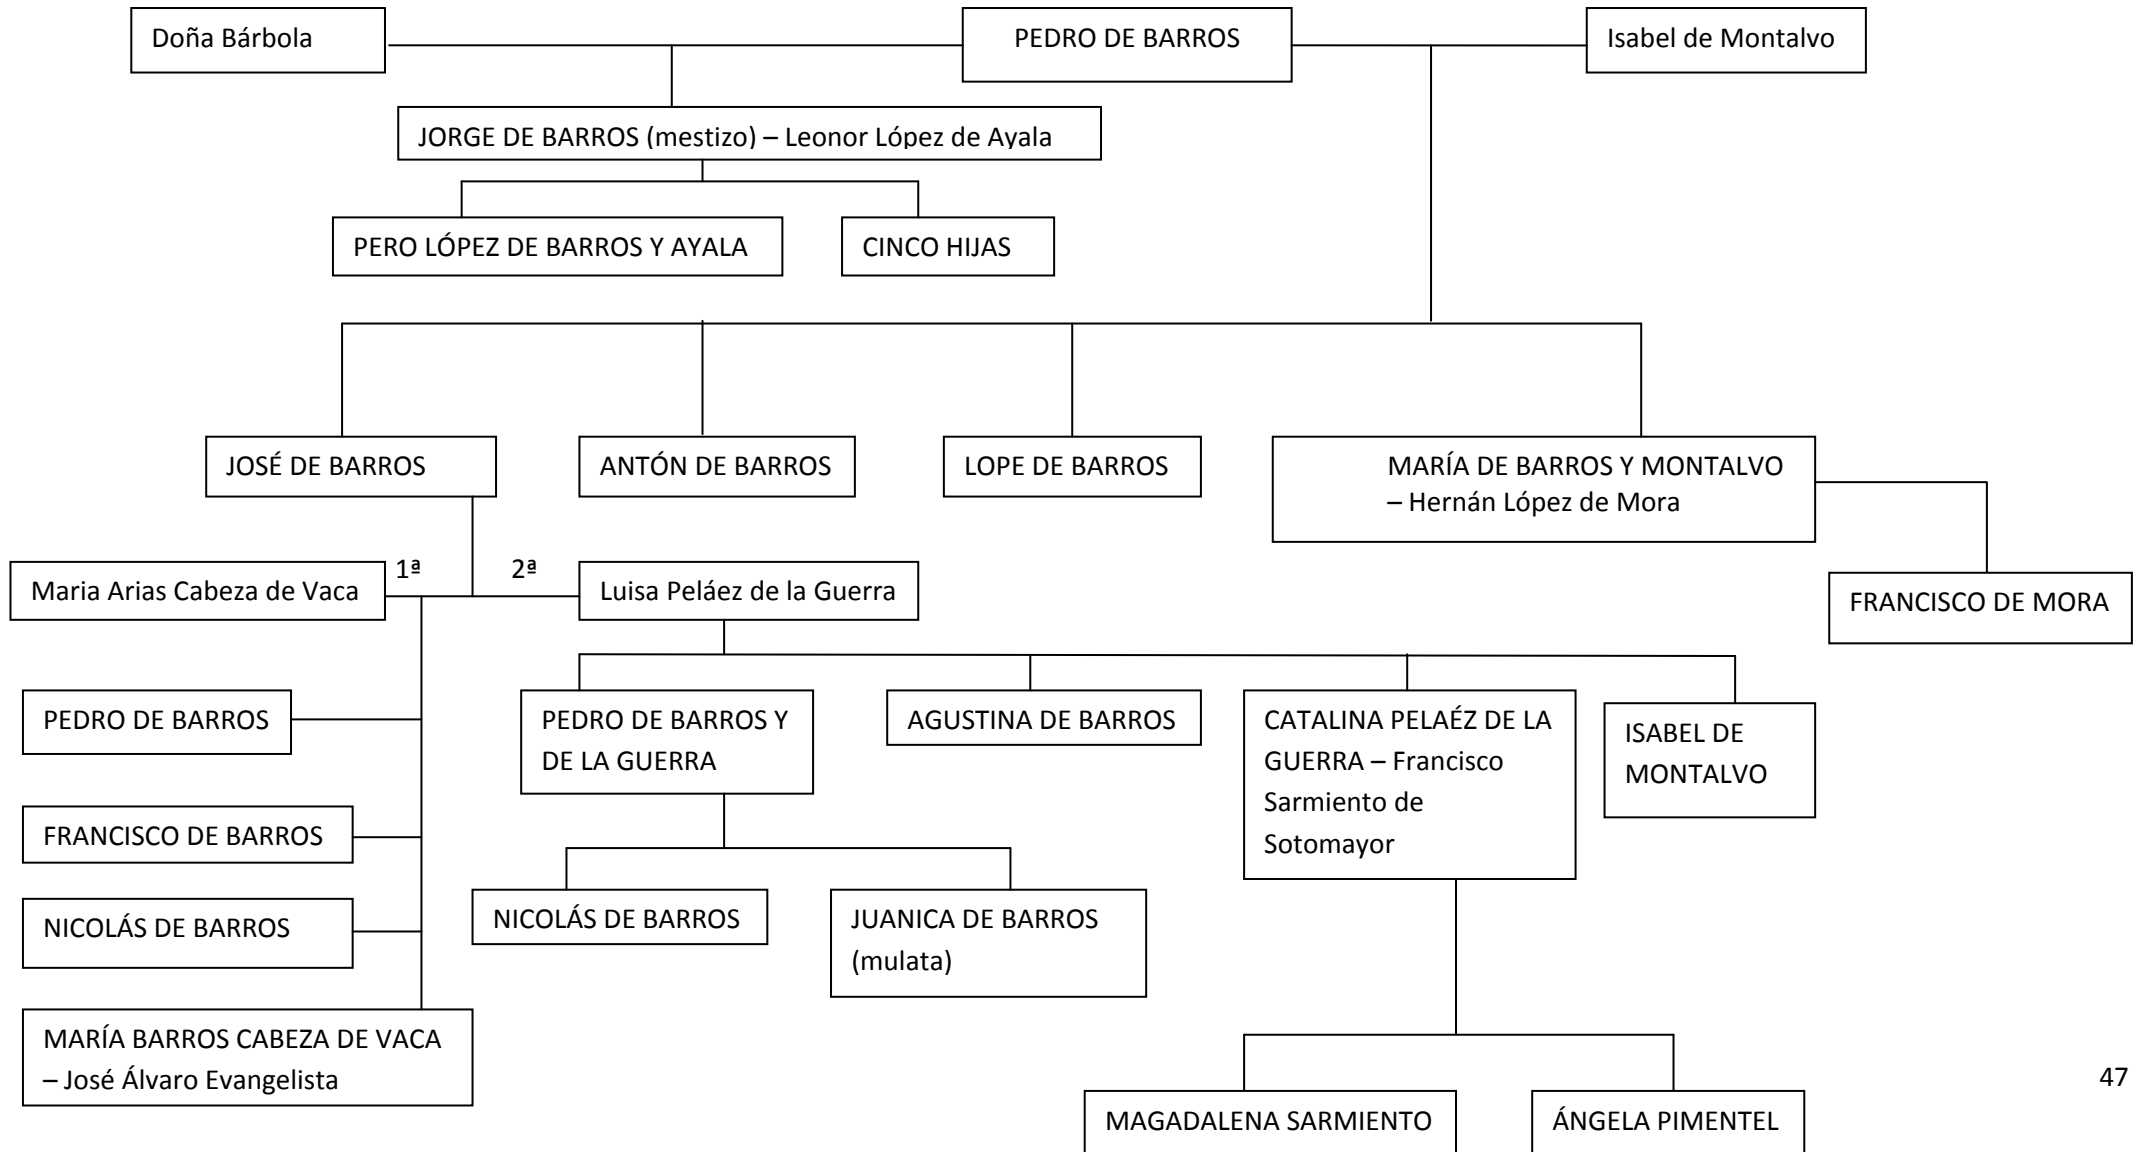 Doña Bárbola
PEDRO DE BARROS
Isabel de Montalvo
JORGE DE BARROS (mestizo) – Leonor López de Ayala
PERO LÓPEZ DE BARROS Y AYALA
CINCO HIJAS
JOSÉ DE BARROS
ANTÓN DE BARROS
LOPE DE BARROS
MARÍA DE BARROS Y MONTALVO
– Hernán López de Mora
Maria Arias Cabeza de Vaca
1ª
2ª
Luisa Peláez de la Guerra
FRANCISCO DE MORA
PEDRO DE BARROS
PEDRO DE BARROS Y
DE LA GUERRA
AGUSTINA DE BARROS
CATALINA PELAÉZ DE LA
GUERRA – Francisco
Sarmiento de
Sotomayor
ISABEL DE
MONTALVO
FRANCISCO DE BARROS
NICOLÁS DE BARROS
NICOLÁS DE BARROS
JUANICA DE BARROS
(mulata)
MARÍA BARROS CABEZA DE VACA
– José Álvaro Evangelista
MAGADALENA SARMIENTO
ÁNGELA PIMENTEL
47